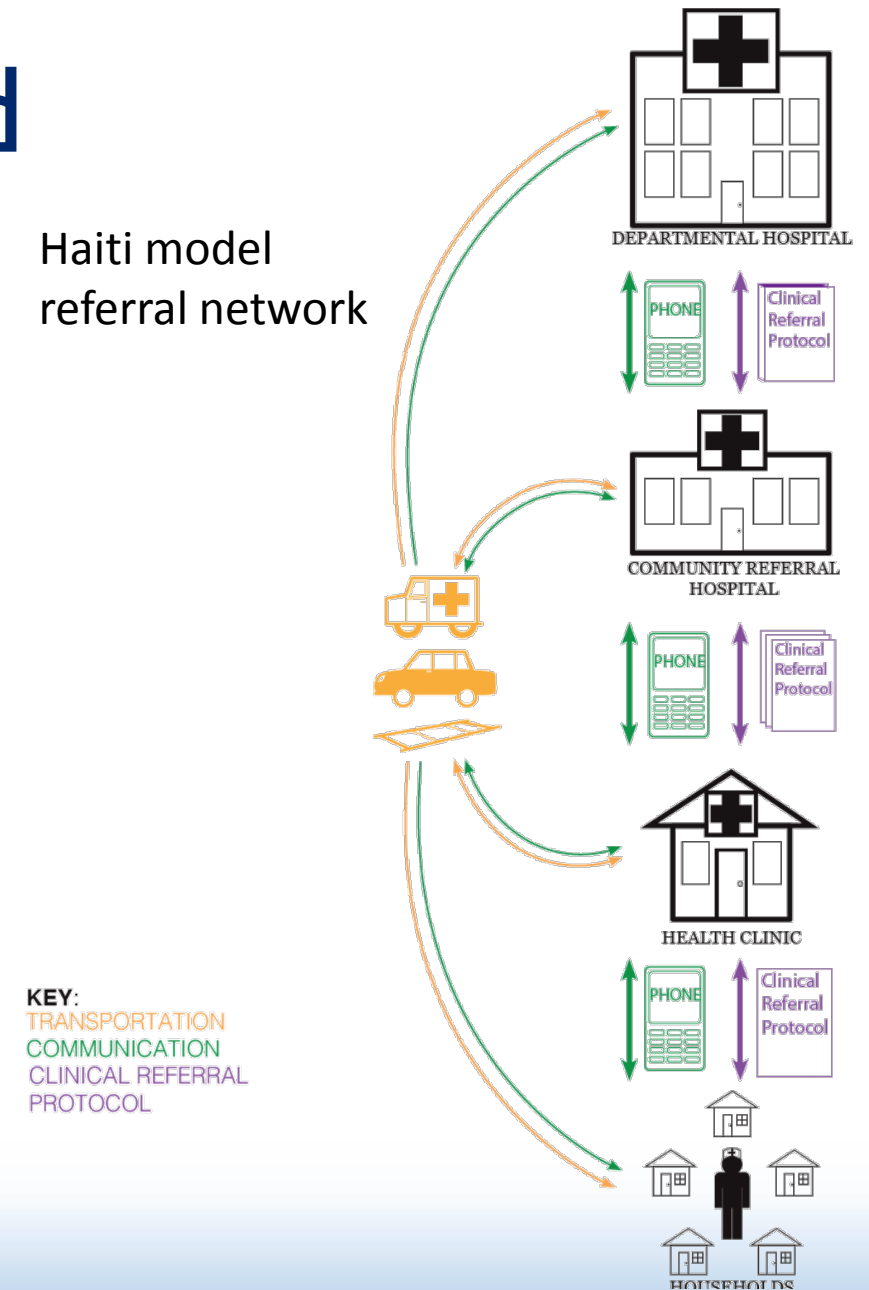 d
Haiti model
referral network
DEPARTMENTAL HOSPITAL
PHONE
Clinical
Referral
Protocol
COMMUNITY REFERRAL
HOSPITAL
PHONE
Clinical
Referral
Protocol
HEALTH CLINIC
PHONE
Clinical
Referral
Protocol
HOUSEHOLDS
KEY:
TRANSPORTATION
COMMUNICATION
CLINICAL REFERRAL
PROTOCOL